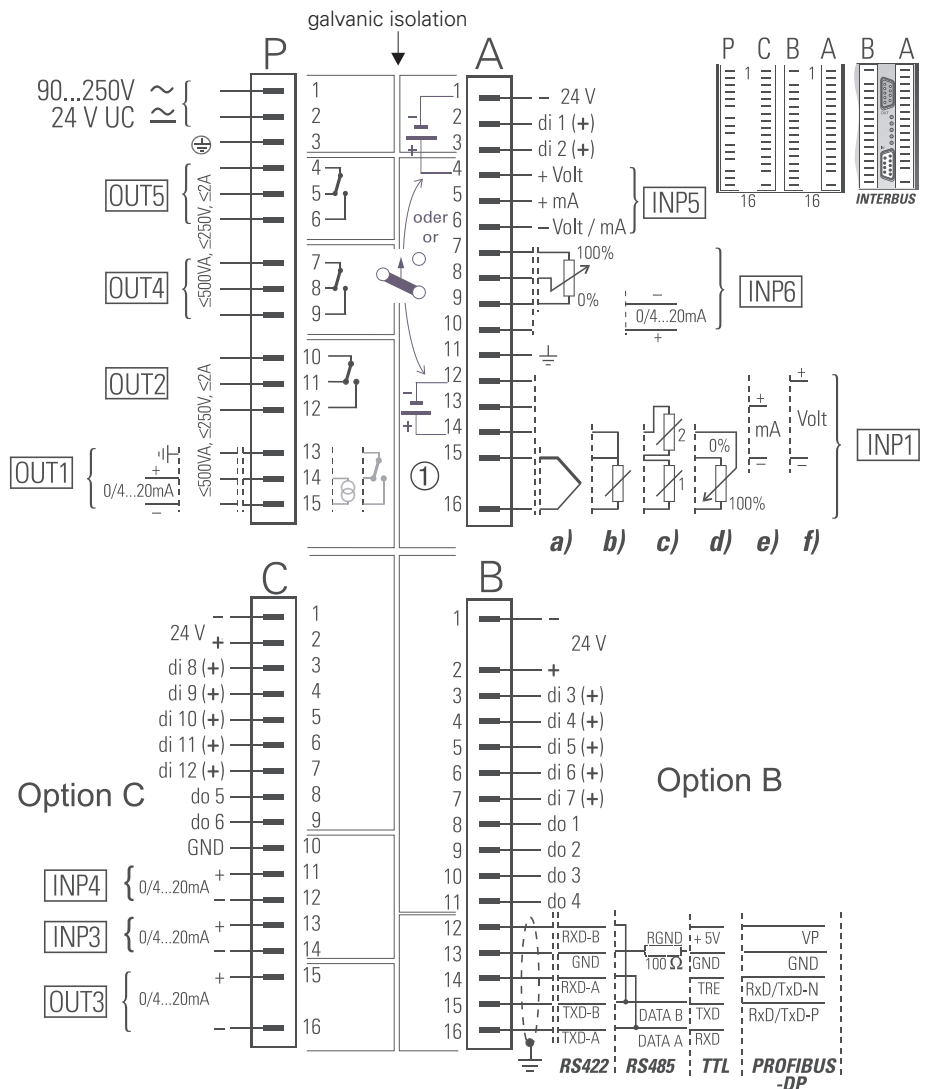 galvanic isolation
P
90...250V
24 V UC
OUT5
≤500VA, ≤250V, ≤2A
OUT4
OUT2
≤500VA, ≤250V, ≤2A
OUT1
+
0/4...20mA
−
1
2
3
4
5
6
7
8
9
10
11
12
13
14
15
−
+
oder
or
−
+
①
A
1
2
3
4
5
6
7
8
9
10
11
12
13
14
15
16
− 24 V
di 1 (+)
di 2 (+)
+ Volt
+ mA
− Volt / mA
INP5
100%
0%
−
0/4...20mA
+
INP6
2
1
0%
100%
+
mA
−
+
Volt
−
INP1
a) b) c) d) e) f)
P C B A
1 1
16 16
B A
OUT
INTERBUS
C
−
24 V
+
di 8 (+)
di 9 (+)
di 10 (+)
di 11 (+)
di 12 (+)
do 5
do 6
GND
Option C
INP4
+
0/4...20mA
−
INP3
+
0/4...20mA
−
OUT3
+
0/4...20mA
−
1
2
3
4
5
6
7
8
9
10
11
12
13
14
15
16
B
1
2
3
4
5
6
7
8
9
10
11
12
13
14
15
16
−
24 V
+
di 3 (+)
di 4 (+)
di 5 (+)
di 6 (+)
di 7 (+)
do 1
do 2
do 3
do 4
Option B
RXD-B RGND + 5V VP
GND 100 Ω GND GND
RXD-A TRE RxD/TxD-N
TXD-B DATA B TXD RxD/TxD-P
TXD-A DATA A RXD
RS422 RS485 TTL PROFIBUS
-DP